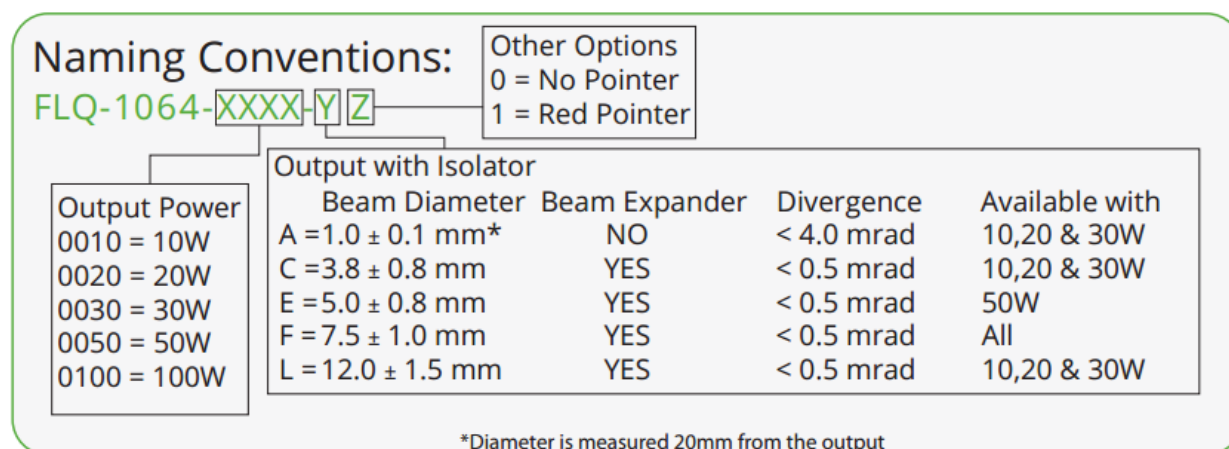 Naming Conventions:
FLQ-1064-XXXX-Y Z
Other Options
0 = No Pointer
1 = Red Pointer
Output Power
0010 = 10W
0020 = 20W
0030 = 30W
0050 = 50W
0100 = 100W
Output with Isolator
Beam Diameter Beam Expander Divergence Available with
A =1.0 ± 0.1 mm* NO < 4.0 mrad 10,20 & 30W
C =3.8 ± 0.8 mm YES < 0.5 mrad 10,20 & 30W
E =5.0 ± 0.8 mm YES < 0.5 mrad 50W
F =7.5 ± 1.0 mm YES < 0.5 mrad All
L =12.0 ± 1.5 mm YES < 0.5 mrad 10,20 & 30W
*Diameter is measured 20mm from the output